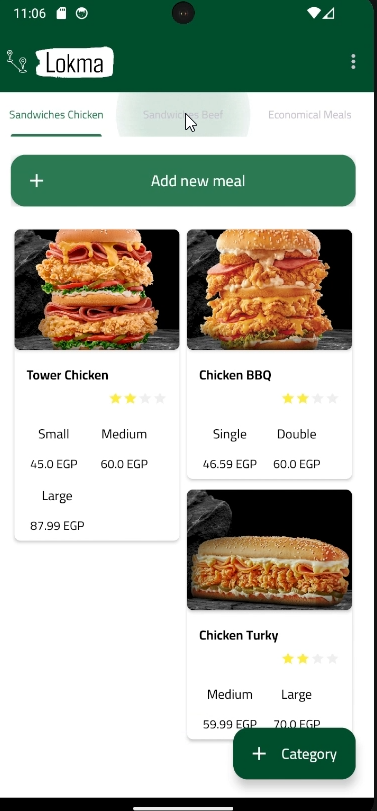 11:06
Lokma
Sandwiches Chicken Sandwiches Beef Economical Meals
+ Add new meal
Tower Chicken
Small Medium
45.0 EGP 60.0 EGP
Large
87.99 EGP
Chicken BBQ
Single Double
46.59 EGP 60.0 EGP
Chicken Turky
Medium Large
59.99 EGP 70.0 EGP
+ Category